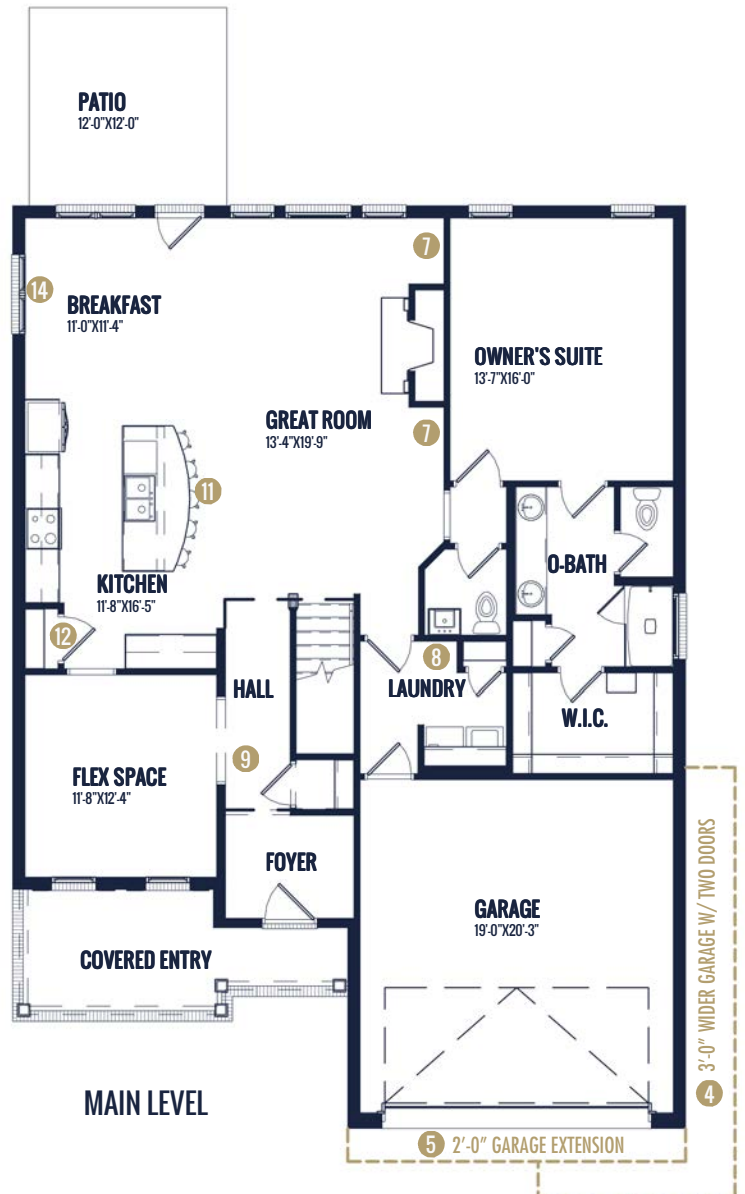 PATIO
12'-0"X12'-0"
7
14
BREAKFAST
11'-0"X11'-4"
OWNER'S SUITE
13'-7"X16'-0"
GREAT ROOM
13'-4"X19'-9"
7
11
O-BATH
KITCHEN
11'-8"X16'-5"
12
8
HALL
LAUNDRY
W.I.C.
9
FLEX SPACE
11'-8"X12'-4"
FOYER
GARAGE
19'-0"X20'-3"
COVERED ENTRY
4 3'-0" WIDER GARAGE W/ TWO DOORS
MAIN LEVEL
5 2'-0" GARAGE EXTENSION